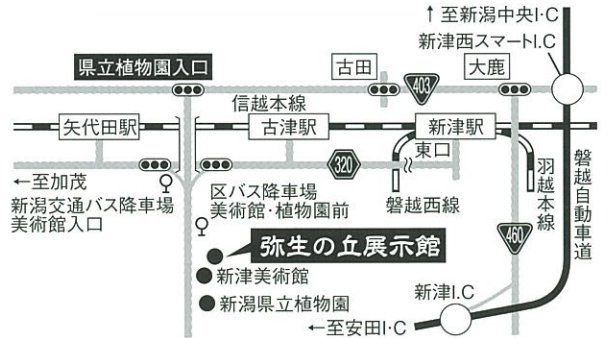 ↑至新潟中央I・C
新津西スマートI.C
県立植物園入口
古田
403
大鹿
信越本線
矢代田駅
古津駅
新津駅
東口
320
←至加茂
新潟交通バス降車場
美術館入口
区バス降車場
美術館・植物園前
磐越西線
羽越本線
磐越自動車道
460
弥生の丘展示館
新津美術館
新潟県立植物園
新津I.C
←至安田I・C